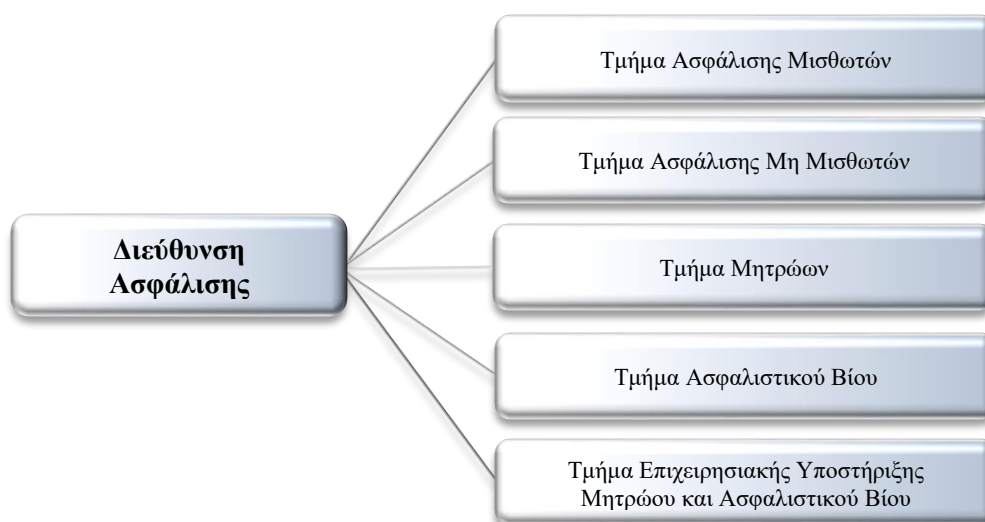 Τμήμα Ασφάλισης Μισθωτών
Τμήμα Ασφάλισης Μη Μισθωτών
Διεύθυνση
Ασφάλισης
Τμήμα Μητρώων
Τμήμα Ασφαλιστικού Βίου
Τμήμα Επιχειρησιακής Υποστήριξης
Μητρώου και Ασφαλιστικού Βίου